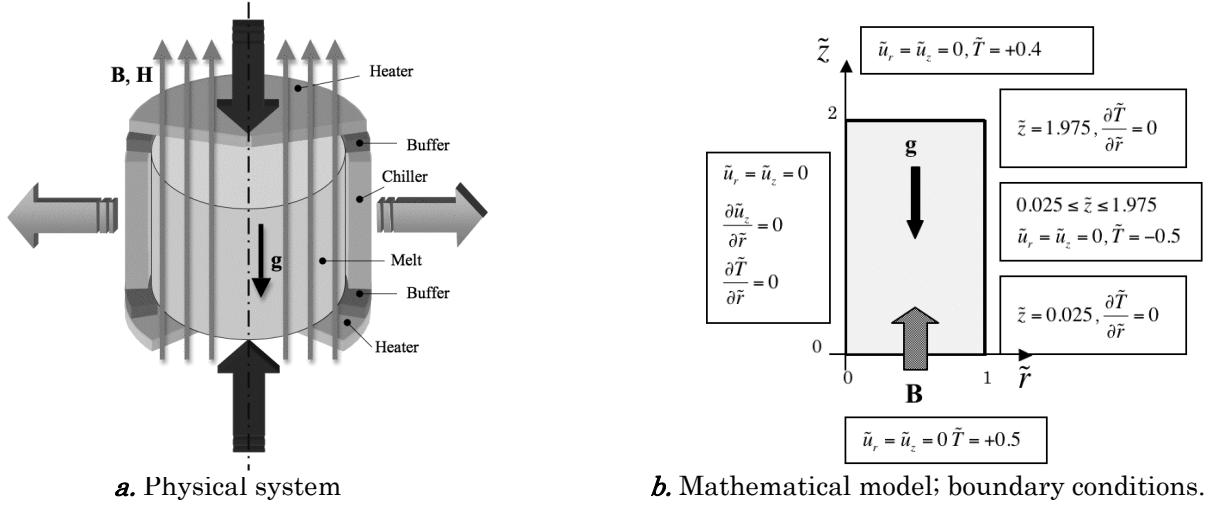 B, H
Heater
Buffer
Chiller
g
Melt
Buffer
Heater
a. Physical system
z̃
ũ_r = ũ_z = 0, T̃ = +0.4
2
g
z̃ = 1.975, ∂T̃/∂r̃ = 0
ũ_r = ũ_z = 0
∂ũ_z/∂r̃ = 0
∂T̃/∂r̃ = 0
0.025 ≤ z̃ ≤ 1.975
ũ_r = ũ_z = 0, T̃ = −0.5
z̃ = 0.025, ∂T̃/∂r̃ = 0
0
0
1
r̃
B
ũ_r = ũ_z = 0 T̃ = +0.5
b. Mathematical model; boundary conditions.